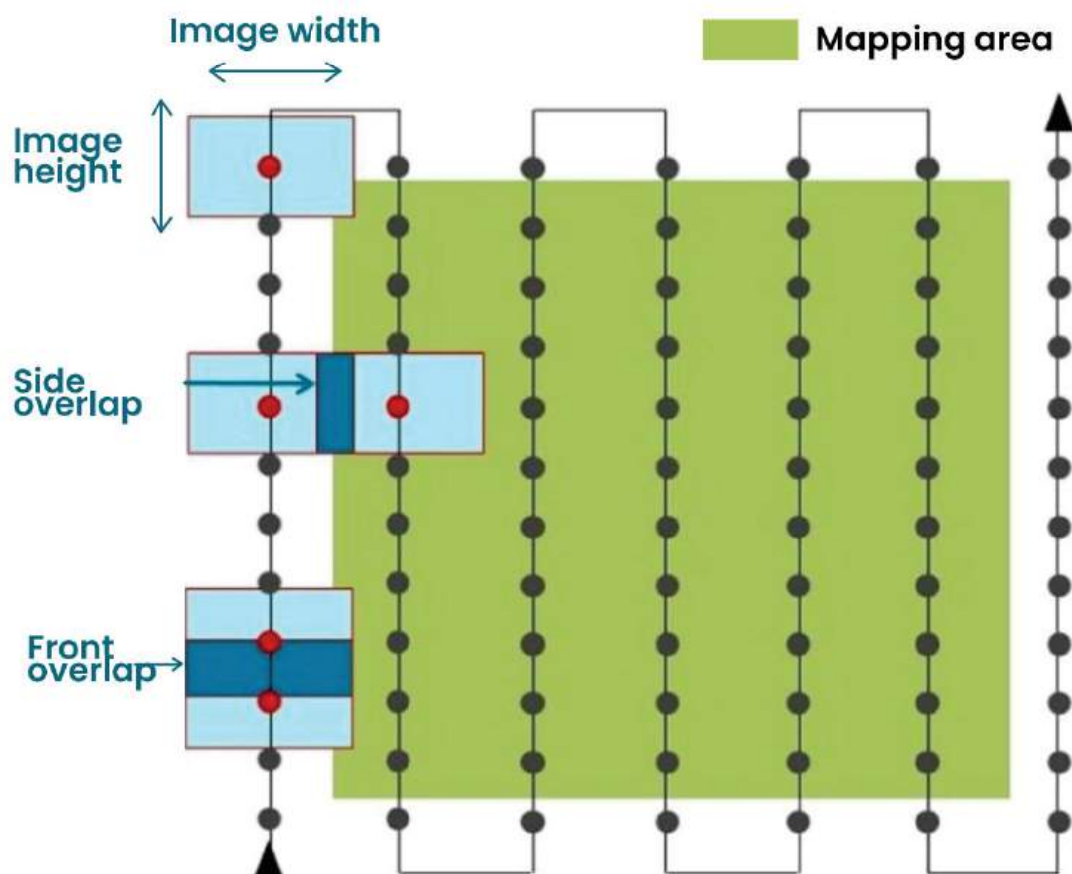 Image width
Mapping area
Image
height
Side
overlap
Front
overlap